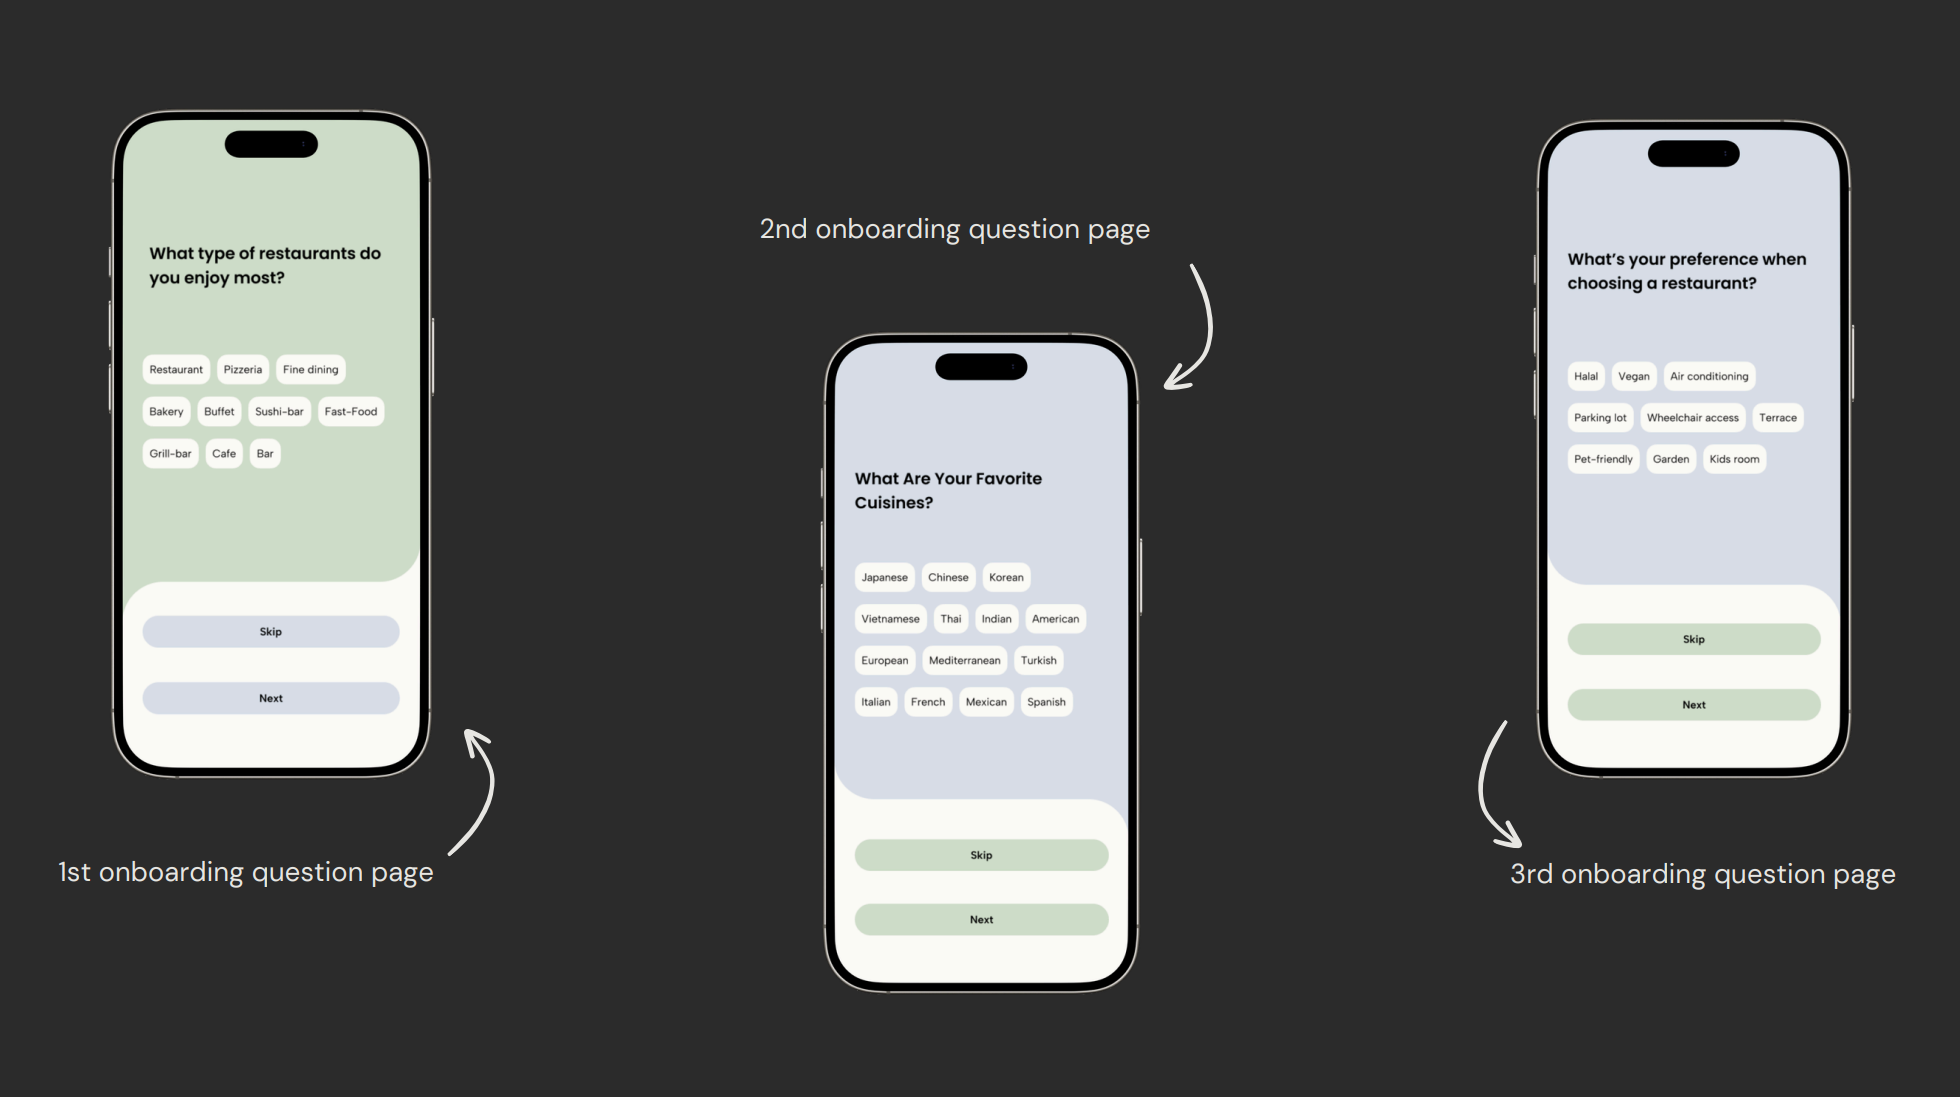 What type of restaurants do
you enjoy most?
Restaurant Pizzeria Fine dining
Bakery Buffet Sushi-bar Fast-Food
Grill-bar Cafe Bar
Skip
Next
1st onboarding question page
2nd onboarding question page
What Are Your Favorite
Cuisines?
Japanese Chinese Korean
Vietnamese Thai Indian American
European Mediterranean Turkish
Italian French Mexican Spanish
Skip
Next
What’s your preference when
choosing a restaurant?
Halal Vegan Air conditioning
Parking lot Wheelchair access Terrace
Pet-friendly Garden Kids room
Skip
Next
3rd onboarding question page